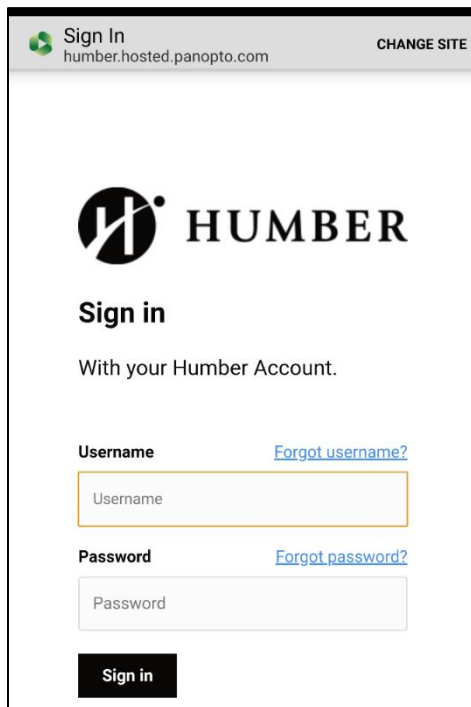 Sign In
humber.hosted.panopto.com
CHANGE SITE
HUMBER
Sign in
With your Humber Account.
Username Forgot username?
Username
Password Forgot password?
Password
Sign in